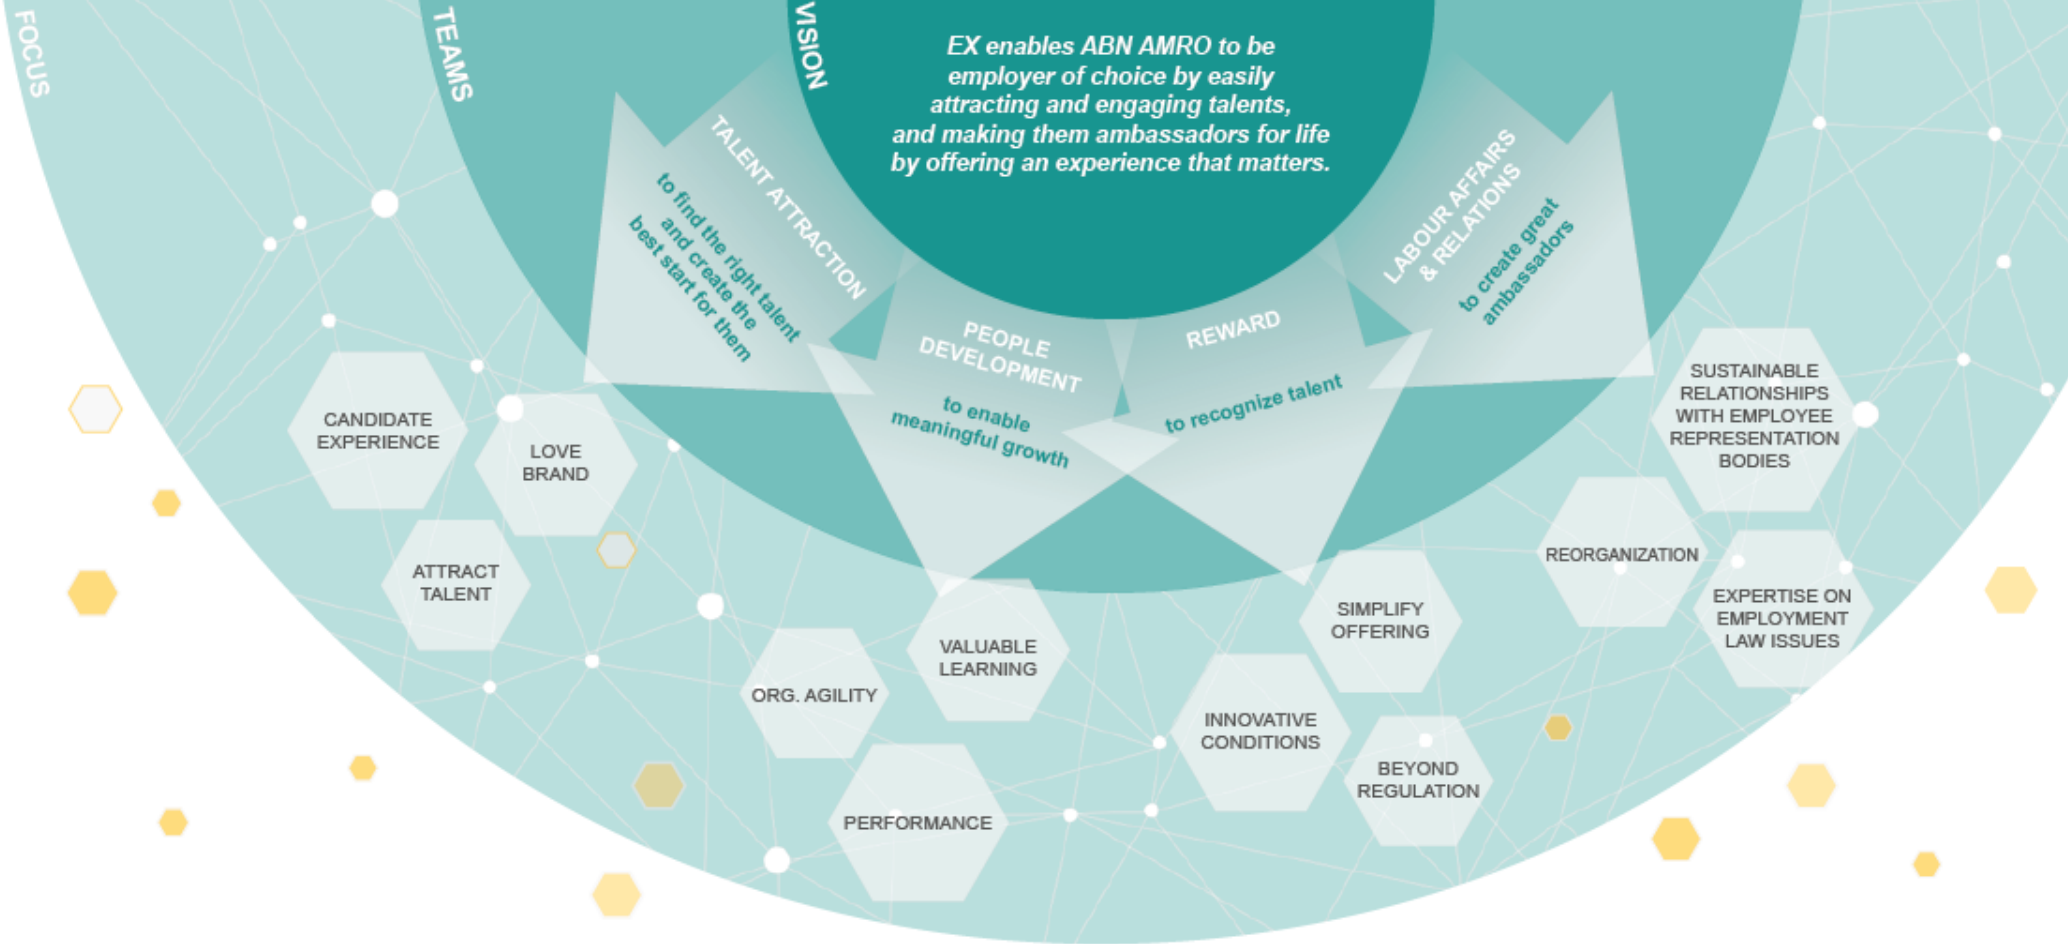 FOCUS
TEAMS
VISION
EX enables ABN AMRO to be
employer of choice by easily
attracting and engaging talents,
and making them ambassadors for life
by offering an experience that matters.
TALENT ATTRACTION
to find the right talent
and create the
best start for them
PEOPLE
DEVELOPMENT
to enable
meaningful growth
REWARD
to recognize talent
LABOUR AFFAIRS
& RELATIONS
to create great
ambassadors
CANDIDATE
EXPERIENCE
LOVE
BRAND
ATTRACT
TALENT
ORG. AGILITY
VALUABLE
LEARNING
PERFORMANCE
SIMPLIFY
OFFERING
INNOVATIVE
CONDITIONS
BEYOND
REGULATION
SUSTAINABLE
RELATIONSHIPS
WITH EMPLOYEE
REPRESENTATION
BODIES
REORGANIZATION
EXPERTISE ON
EMPLOYMENT
LAW ISSUES